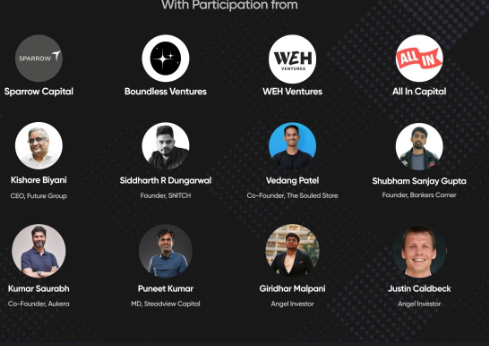 With Participation from
SPARROW
WEH
VENTURES
ALL IN
Sparrow Capital
Boundless Ventures
WEH Ventures
All In Capital
Kishore Biyani
Siddharth R Dungarwal
Vedang Patel
Shubham Sanjay Gupta
CEO, Future Group
Founder, SNITCH
Co-Founder, The Souled Store
Founder, Bonkers Corner
Kumar Saurabh
Puneet Kumar
Giridhar Malpani
Justin Caldbeck
Co-Founder, Aukera
MD, Steadview Capital
Angel Investor
Angel Investor